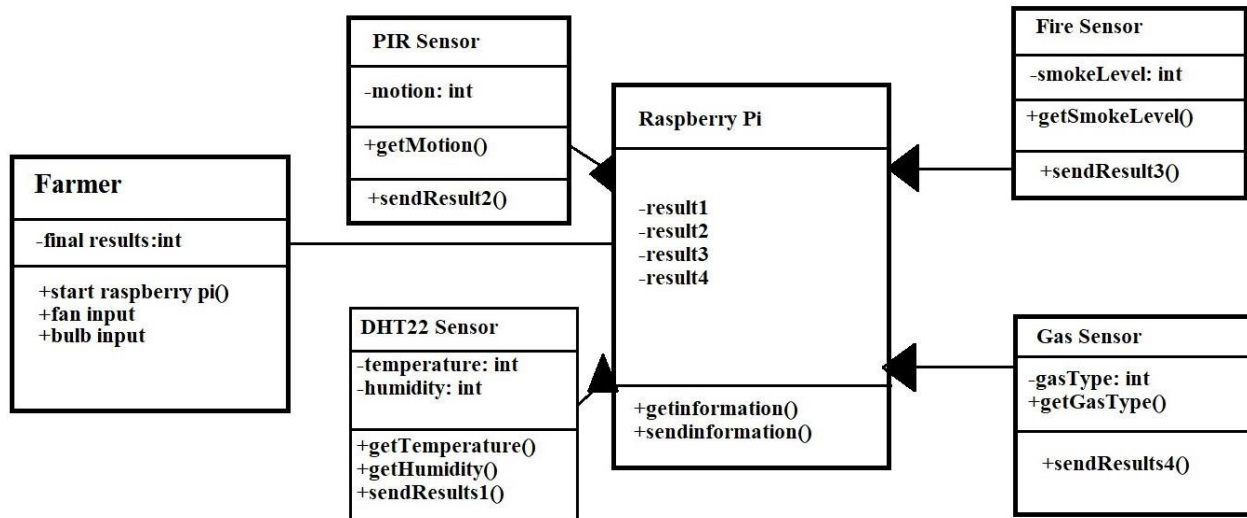 PIR Sensor
-motion: int
+getMotion()
+sendResult2()
Fire Sensor
-smokeLevel: int
+getSmokeLevel()
+sendResult3()
Raspberry Pi
-result1
-result2
-result3
-result4
+getinformation()
+sendinformation()
Farmer
-final results:int
+start raspberry pi()
+fan input
+bulb input
DHT22 Sensor
-temperature: int
-humidity: int
+getTemperature()
+getHumidity()
+sendResults1()
Gas Sensor
-gasType: int
+getGasType()
+sendResults4()